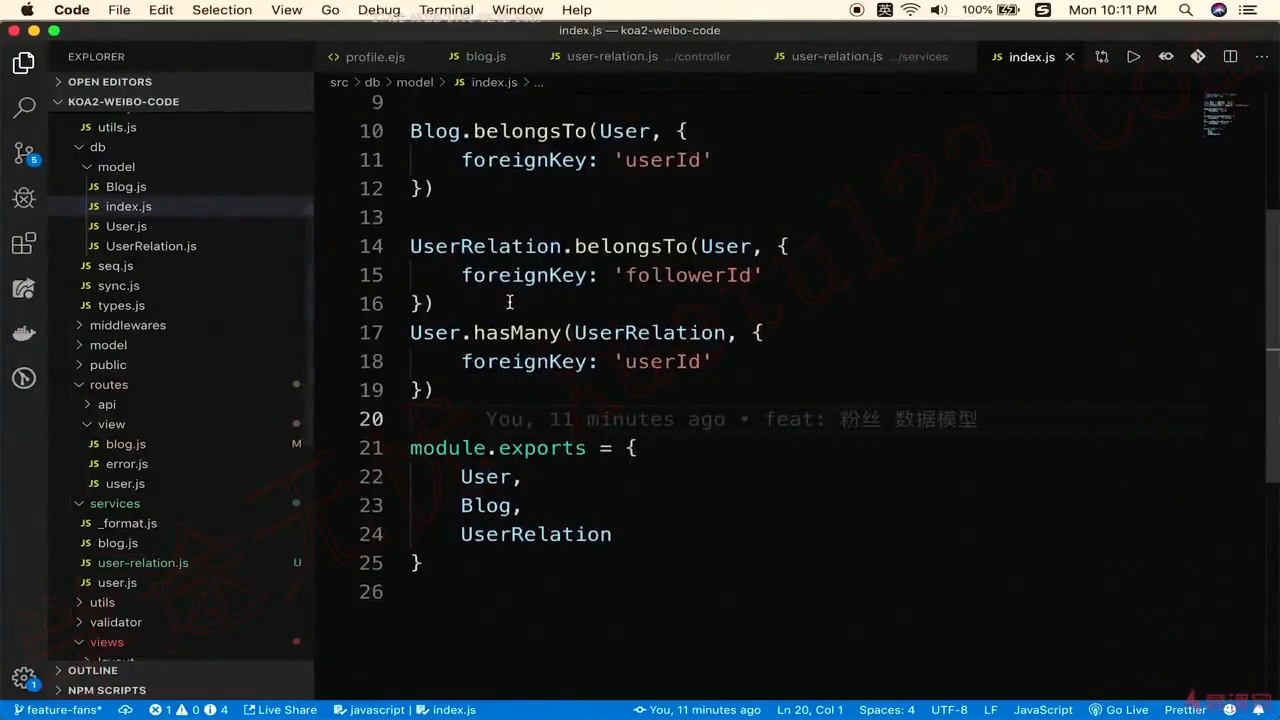 Code File Edit Selection View Go Debug Terminal Window Help 英 100% Mon 10:11 PM
index.js — koa2-weibo-code
EXPLORER
profile.ejs blog.js user-relation.js .../controller user-relation.js .../services index.js
OPEN EDITORS
src > db > model > index.js > ...
KOA2-WEIBO-CODE
utils.js
db
model
Blog.js
index.js
User.js
UserRelation.js
seq.js
sync.js
types.js
middlewares
model
public
routes
api
view
blog.js M
error.js
user.js
services
_format.js
blog.js
user-relation.js U
user.js
utils
validator
views
OUTLINE
NPM SCRIPTS
9
10 Blog.belongsTo(User, {
11 foreignKey: 'userId'
12 })
13
14 UserRelation.belongsTo(User, {
15 foreignKey: 'followerId'
16 })
17 User.hasMany(UserRelation, {
18 foreignKey: 'userId'
19 })
20 You, 11 minutes ago • feat: 粉丝 数据模型
21 module.exports = {
22 User,
23 Blog,
24 UserRelation
25 }
26
5
1
feature-fans* 1 0 4 Live Share javascript | index.js You, 11 minutes ago Ln 20, Col 1 Spaces: 4 UTF-8 LF JavaScript Go Live Prettier